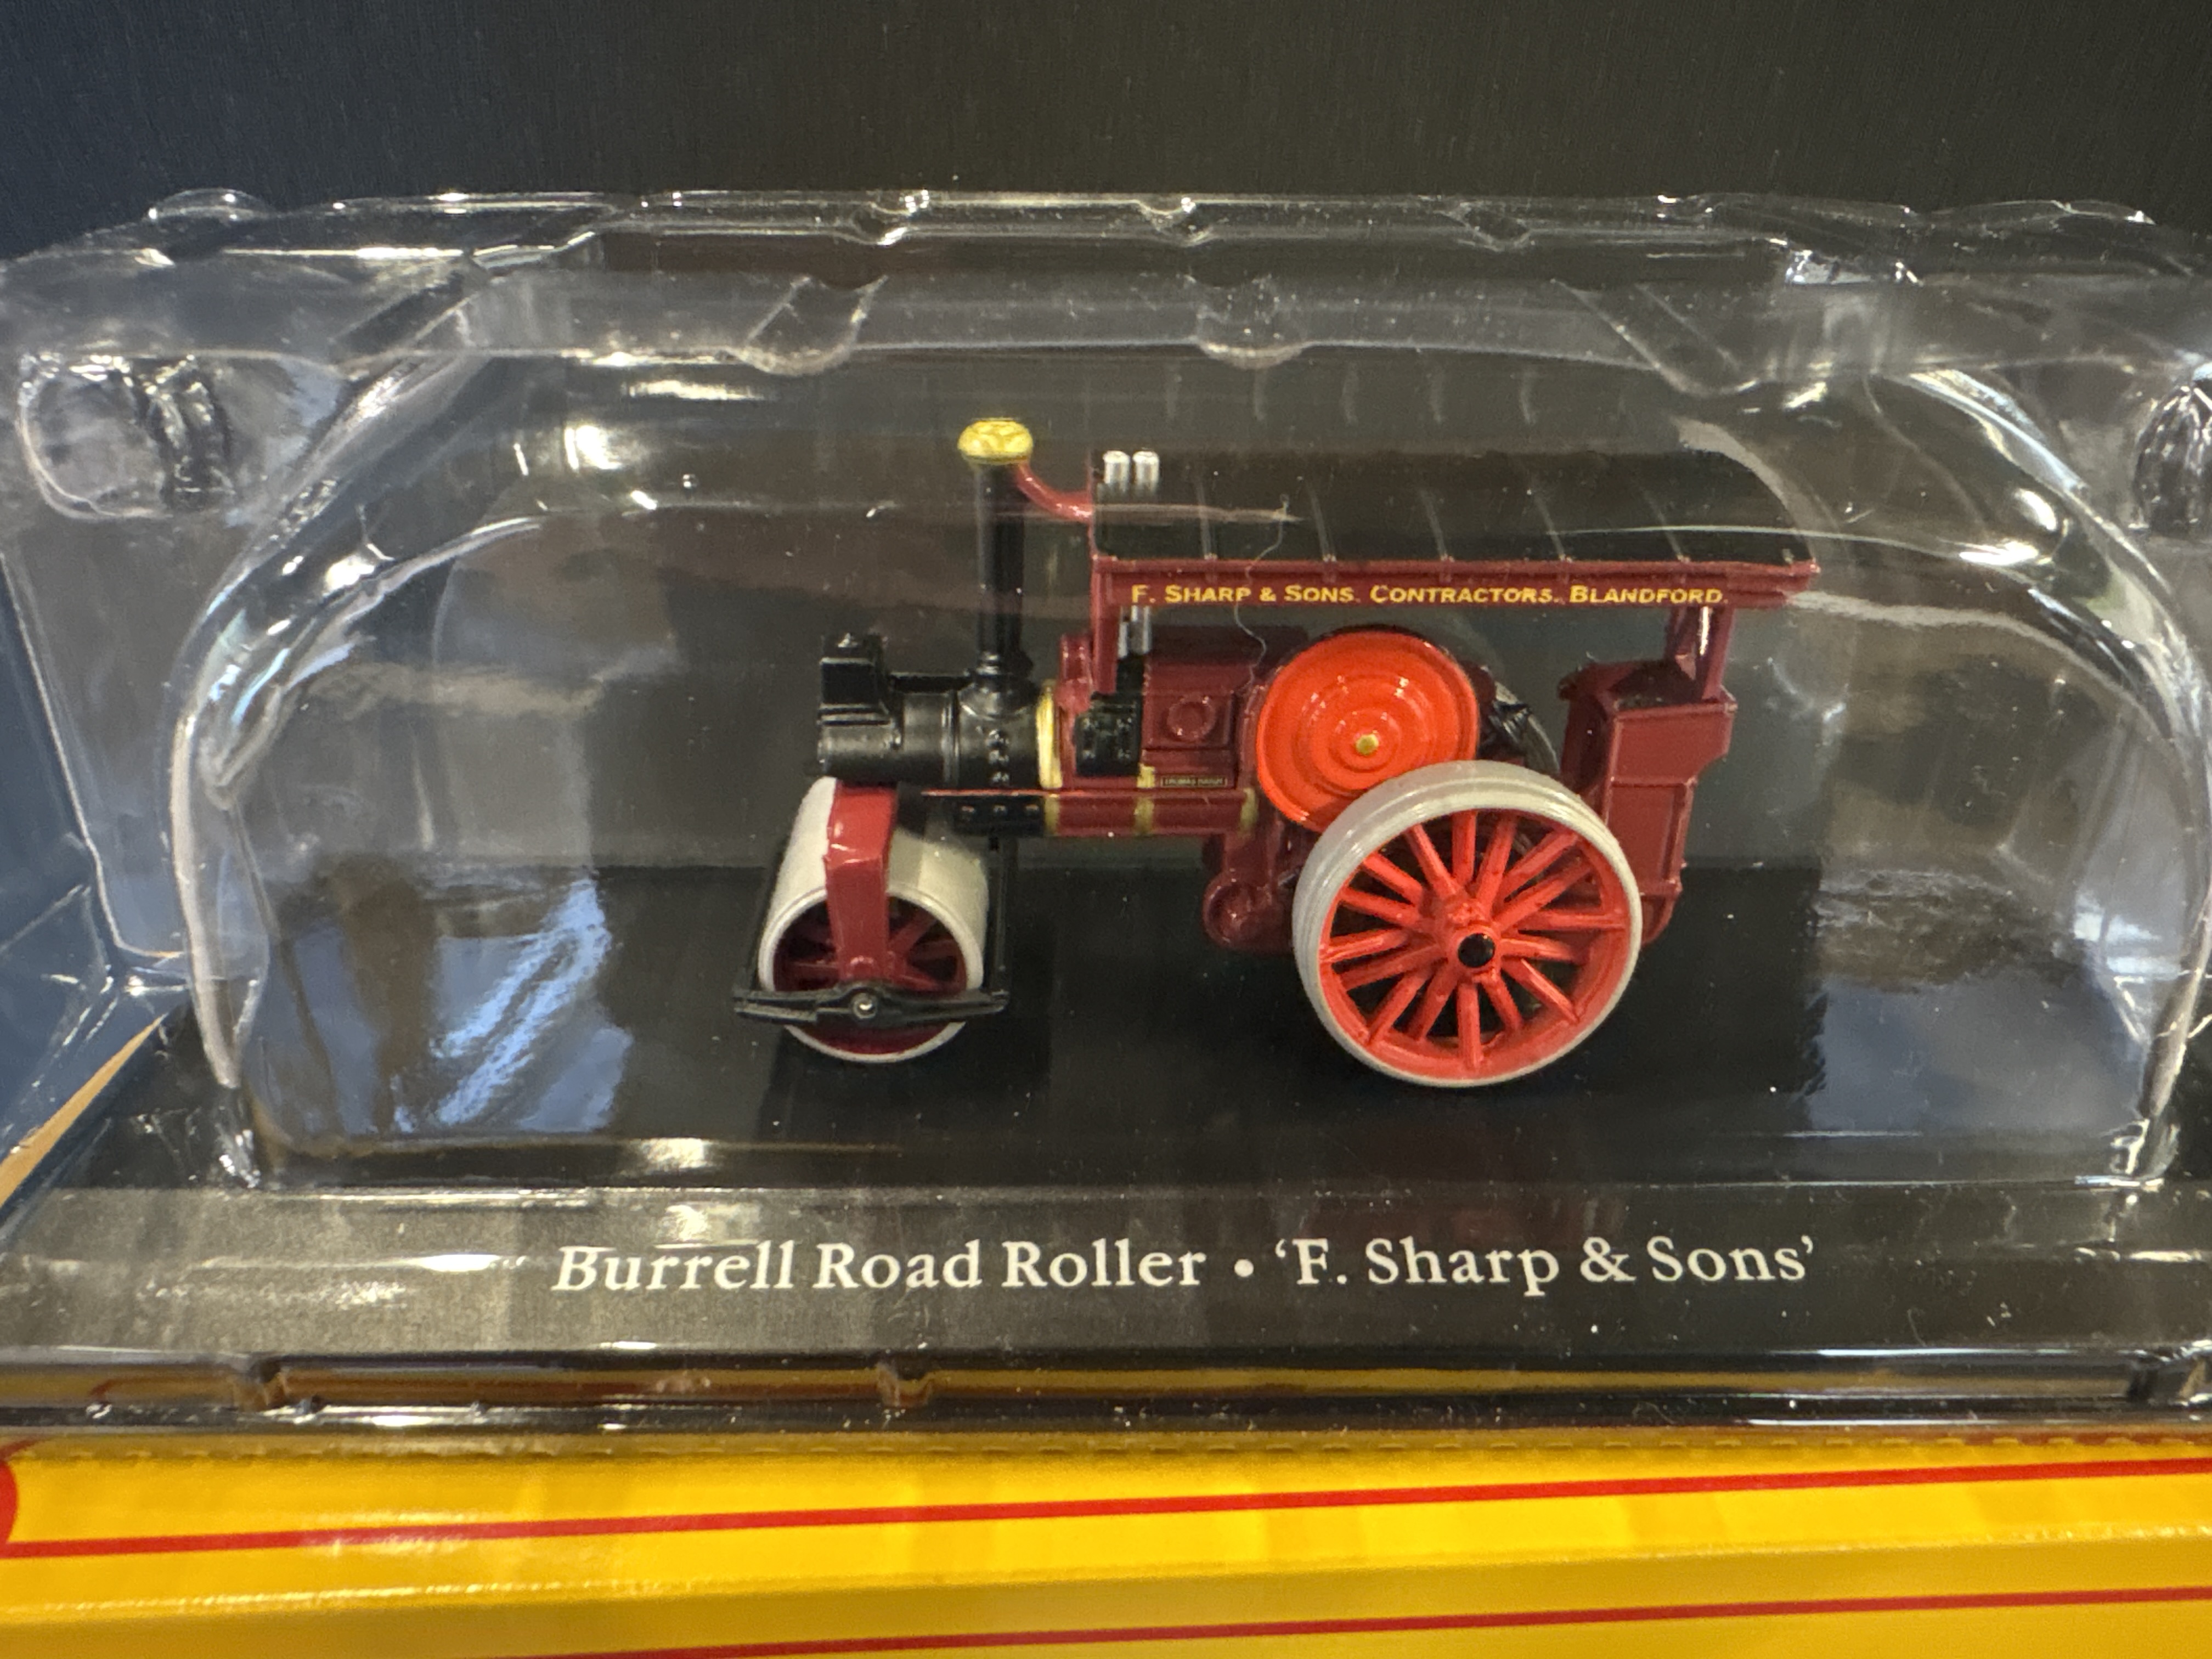 F. SHARP & SONS. CONTRACTORS. BLANDFORD.
Burrell Road Roller • ‘F. Sharp & Sons’